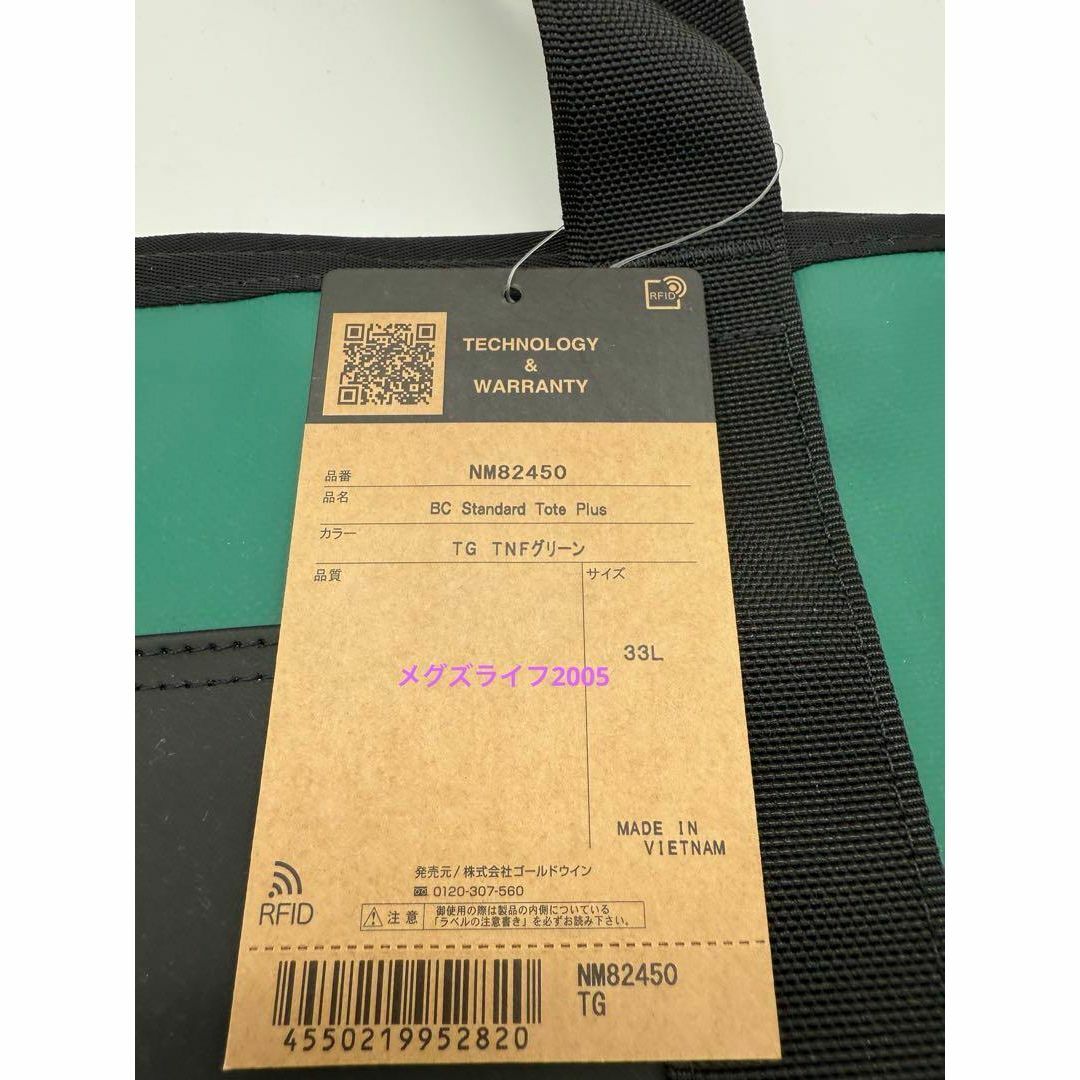 RFID
TECHNOLOGY
&
WARRANTY
品番 NM82450
品名 BC Standard Tote Plus
カラー TG TNFグリーン
品質 サイズ
33L
メグズライフ2005
MADE IN
VIETNAM
発売元/株式会社ゴールドウイン
0120-307-560
RFID
注意 御使用の際は製品の内側についている
「ラベルの注意書き」を必ずお読み下さい。
NM82450
TG
4550219952820